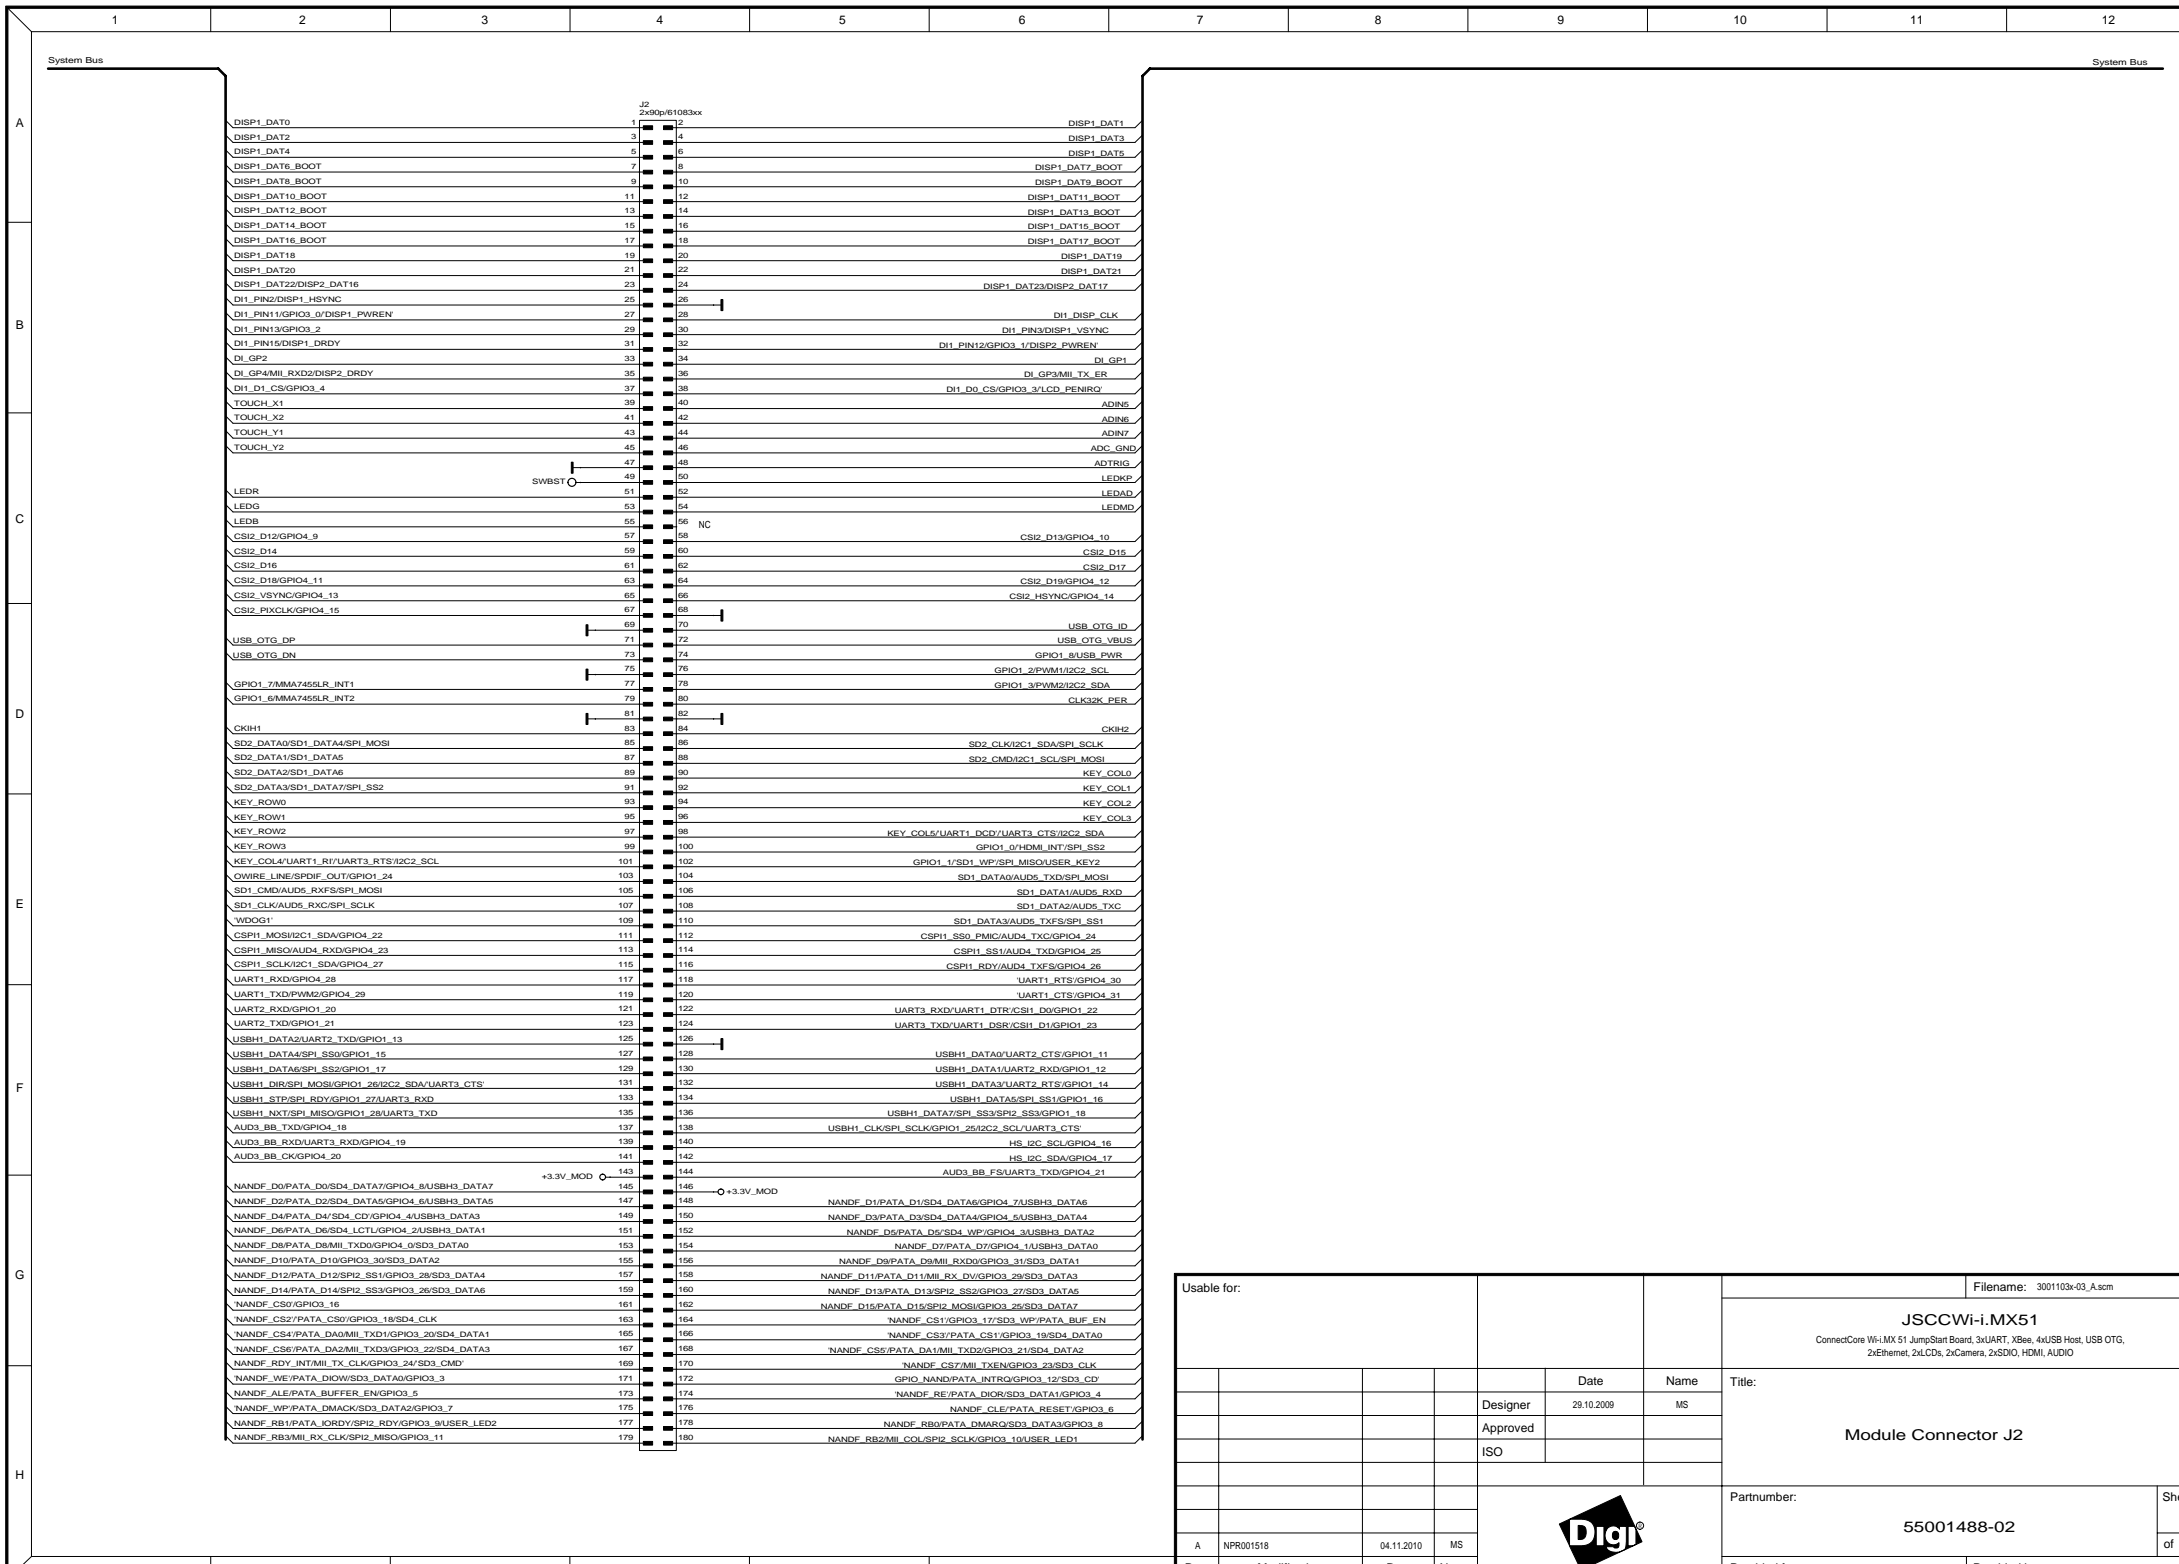 1 2 3 4 5 6 7 8 9 10 11 12
System Bus System Bus
J2
2x90p/61083xx
A
DISP1_DAT0 1 2 DISP1_DAT1
DISP1_DAT2 3 4 DISP1_DAT3
DISP1_DAT4 5 6 DISP1_DAT5
DISP1_DAT6_BOOT 7 8 DISP1_DAT7_BOOT
DISP1_DAT8_BOOT 9 10 DISP1_DAT9_BOOT
DISP1_DAT10_BOOT 11 12 DISP1_DAT11_BOOT
DISP1_DAT12_BOOT 13 14 DISP1_DAT13_BOOT
DISP1_DAT14_BOOT 15 16 DISP1_DAT15_BOOT
DISP1_DAT16_BOOT 17 18 DISP1_DAT17_BOOT
DISP1_DAT18 19 20 DISP1_DAT19
DISP1_DAT20 21 22 DISP1_DAT21
DISP1_DAT22/DISP2_DAT16 23 24 DISP1_DAT23/DISP2_DAT17
DI1_PIN2/DISP1_HSYNC 25 26
B
DI1_PIN11/GPIO3_0/'DISP1_PWREN' 27 28 DI1_DISP_CLK
DI1_PIN13/GPIO3_2 29 30 DI1_PIN3/DISP1_VSYNC
DI1_PIN15/DISP1_DRDY 31 32 DI1_PIN12/GPIO3_1/'DISP2_PWREN'
DI_GP2 33 34 DI_GP1
DI_GP4/MII_RXD2/DISP2_DRDY 35 36 DI_GP3/MII_TX_ER
DI1_D1_CS/GPIO3_4 37 38 DI1_D0_CS/GPIO3_3/'LCD_PENIRQ'
TOUCH_X1 39 40 ADIN5
TOUCH_X2 41 42 ADIN6
TOUCH_Y1 43 44 ADIN7
TOUCH_Y2 45 46 ADC_GND
47 48 ADTRIG
SWBST 49 50 LEDKP
LEDR 51 52 LEDAD
LEDG 53 54 LEDMD
C
LEDB 55 56 NC
CSI2_D12/GPIO4_9 57 58 CSI2_D13/GPIO4_10
CSI2_D14 59 60 CSI2_D15
CSI2_D16 61 62 CSI2_D17
CSI2_D18/GPIO4_11 63 64 CSI2_D19/GPIO4_12
CSI2_VSYNC/GPIO4_13 65 66 CSI2_HSYNC/GPIO4_14
CSI2_PIXCLK/GPIO4_15 67 68
69 70 USB_OTG_ID
USB_OTG_DP 71 72 USB_OTG_VBUS
USB_OTG_DN 73 74 GPIO1_8/USB_PWR
75 76 GPIO1_2/PWM1/I2C2_SCL
GPIO1_7/MMA7455LR_INT1 77 78 GPIO1_3/PWM2/I2C2_SDA
GPIO1_6/MMA7455LR_INT2 79 80 CLK32K_PER
D
81 82
CKIH1 83 84 CKIH2
SD2_DATA0/SD1_DATA4/SPI_MOSI 85 86 SD2_CLK/I2C1_SDA/SPI_SCLK
SD2_DATA1/SD1_DATA5 87 88 SD2_CMD/I2C1_SCL/SPI_MOSI
SD2_DATA2/SD1_DATA6 89 90 KEY_COL0
SD2_DATA3/SD1_DATA7/SPI_SS2 91 92 KEY_COL1
KEY_ROW0 93 94 KEY_COL2
KEY_ROW1 95 96 KEY_COL3
KEY_ROW2 97 98 KEY_COL5/'UART1_DCD'/'UART3_CTS'/I2C2_SDA
KEY_ROW3 99 100 GPIO1_0/'HDMI_INT'/SPI_SS2
KEY_COL4/'UART1_RI'/'UART3_RTS'/I2C2_SCL 101 102 GPIO1_1/'SD1_WP'/SPI_MISO/USER_KEY2
OWIRE_LINE/SPDIF_OUT/GPIO1_24 103 104 SD1_DATA0/AUD5_TXD/SPI_MOSI
SD1_CMD/AUD5_RXFS/SPI_MOSI 105 106 SD1_DATA1/AUD5_RXD
E
SD1_CLK/AUD5_RXC/SPI_SCLK 107 108 SD1_DATA2/AUD5_TXC
'WDOG1' 109 110 SD1_DATA3/AUD5_TXFS/SPI_SS1
CSPI1_MOSI/I2C1_SDA/GPIO4_22 111 112 CSPI1_SS0_PMIC/AUD4_TXC/GPIO4_24
CSPI1_MISO/AUD4_RXD/GPIO4_23 113 114 CSPI1_SS1/AUD4_TXD/GPIO4_25
CSPI1_SCLK/I2C1_SDA/GPIO4_27 115 116 CSPI1_RDY/AUD4_TXFS/GPIO4_26
UART1_RXD/GPIO4_28 117 118 'UART1_RTS'/GPIO4_30
UART1_TXD/PWM2/GPIO4_29 119 120 'UART1_CTS'/GPIO4_31
UART2_RXD/GPIO1_20 121 122 UART3_RXD/'UART1_DTR'/CSI1_D0/GPIO1_22
UART2_TXD/GPIO1_21 123 124 UART3_TXD/'UART1_DSR'/CSI1_D1/GPIO1_23
USBH1_DATA2/UART2_TXD/GPIO1_13 125 126
USBH1_DATA4/SPI_SS0/GPIO1_15 127 128 USBH1_DATA0/'UART2_CTS'/GPIO1_11
USBH1_DATA6/SPI_SS2/GPIO1_17 129 130 USBH1_DATA1/UART2_RXD/GPIO1_12
F
USBH1_DIR/SPI_MOSI/GPIO1_26/I2C2_SDA/'UART3_CTS' 131 132 USBH1_DATA3/'UART2_RTS'/GPIO1_14
USBH1_STP/SPI_RDY/GPIO1_27/UART3_RXD 133 134 USBH1_DATA5/SPI_SS1/GPIO1_16
USBH1_NXT/SPI_MISO/GPIO1_28/UART3_TXD 135 136 USBH1_DATA7/SPI_SS3/SPI2_SS3/GPIO1_18
AUD3_BB_TXD/GPIO4_18 137 138 USBH1_CLK/SPI_SCLK/GPIO1_25/I2C2_SCL/'UART3_CTS'
AUD3_BB_RXD/UART3_RXD/GPIO4_19 139 140 HS_I2C_SCL/GPIO4_16
AUD3_BB_CK/GPIO4_20 141 142 HS_I2C_SDA/GPIO4_17
+3.3V_MOD 143 144 AUD3_BB_FS/UART3_TXD/GPIO4_21
NANDF_D0/PATA_D0/SD4_DATA7/GPIO4_8/USBH3_DATA7 145 146 +3.3V_MOD
NANDF_D2/PATA_D2/SD4_DATA5/GPIO4_6/USBH3_DATA5 147 148 NANDF_D1/PATA_D1/SD4_DATA6/GPIO4_7/USBH3_DATA6
NANDF_D4/PATA_D4/'SD4_CD'/GPIO4_4/USBH3_DATA3 149 150 NANDF_D3/PATA_D3/SD4_DATA4/GPIO4_5/USBH3_DATA4
NANDF_D6/PATA_D6/SD4_LCTL/GPIO4_2/USBH3_DATA1 151 152 NANDF_D5/PATA_D5/'SD4_WP'/GPIO4_3/USBH3_DATA2
NANDF_D8/PATA_D8/MII_TXD0/GPIO4_0/SD3_DATA0 153 154 NANDF_D7/PATA_D7/GPIO4_1/USBH3_DATA0
NANDF_D10/PATA_D10/GPIO3_30/SD3_DATA2 155 156 NANDF_D9/PATA_D9/MII_RXD0/GPIO3_31/SD3_DATA1
G
NANDF_D12/PATA_D12/SPI2_SS1/GPIO3_28/SD3_DATA4 157 158 NANDF_D11/PATA_D11/MII_RX_DV/GPIO3_29/SD3_DATA3
NANDF_D14/PATA_D14/SPI2_SS3/GPIO3_26/SD3_DATA6 159 160 NANDF_D13/PATA_D13/SPI2_SS2/GPIO3_27/SD3_DATA5
'NANDF_CS0'/GPIO3_16 161 162 NANDF_D15/PATA_D15/SPI2_MOSI/GPIO3_25/SD3_DATA7
'NANDF_CS2'/'PATA_CS0'/GPIO3_18/SD4_CLK 163 164 'NANDF_CS1'/GPIO3_17/'SD3_WP'/PATA_BUF_EN
'NANDF_CS4'/PATA_DA0/MII_TXD1/GPIO3_20/SD4_DATA1 165 166 'NANDF_CS3'/'PATA_CS1'/GPIO3_19/SD4_DATA0
'NANDF_CS6'/PATA_DA2/MII_TXD3/GPIO3_22/SD4_DATA3 167 168 'NANDF_CS5'/PATA_DA1/MII_TXD2/GPIO3_21/SD4_DATA2
NANDF_RDY_INT/MII_TX_CLK/GPIO3_24/'SD3_CMD' 169 170 'NANDF_CS7'/MII_TXEN/GPIO3_23/SD3_CLK
'NANDF_WE'/PATA_DIOW/SD3_DATA0/GPIO3_3 171 172 GPIO_NAND/PATA_INTRQ/GPIO3_12/'SD3_CD'
NANDF_ALE/PATA_BUFFER_EN/GPIO3_5 173 174 'NANDF_RE'/PATA_DIOR/SD3_DATA1/GPIO3_4
'NANDF_WP'/PATA_DMACK/SD3_DATA2/GPIO3_7 175 176 NANDF_CLE/'PATA_RESET'/GPIO3_6
NANDF_RB1/PATA_IORDY/SPI2_RDY/GPIO3_9/USER_LED2 177 178 NANDF_RB0/PATA_DMARQ/SD3_DATA3/GPIO3_8
NANDF_RB3/MII_RX_CLK/SPI2_MISO/GPIO3_11 179 180 NANDF_RB2/MII_COL/SPI2_SCLK/GPIO3_10/USER_LED1
H
Usable for: Filename: 3001103x-03_A.scm
JSCCWi-i.MX51
ConnectCore Wi-i.MX 51 JumpStart Board, 3xUART, XBee, 4xUSB Host, USB OTG,
2xEthernet, 2xLCDs, 2xCamera, 2xSDIO, HDMI, AUDIO
Date Name Title:
Designer 29.10.2009 MS
Approved
Module Connector J2
ISO
Partnumber:
55001488-02
Digi®
A NPR001518 04.11.2010 MS of